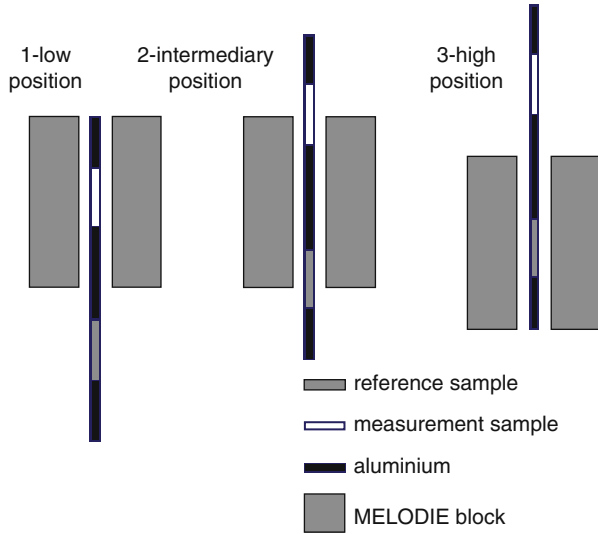 1-low
position
2-intermediary
position
3-high
position
reference sample
measurement sample
aluminium
MELODIE block